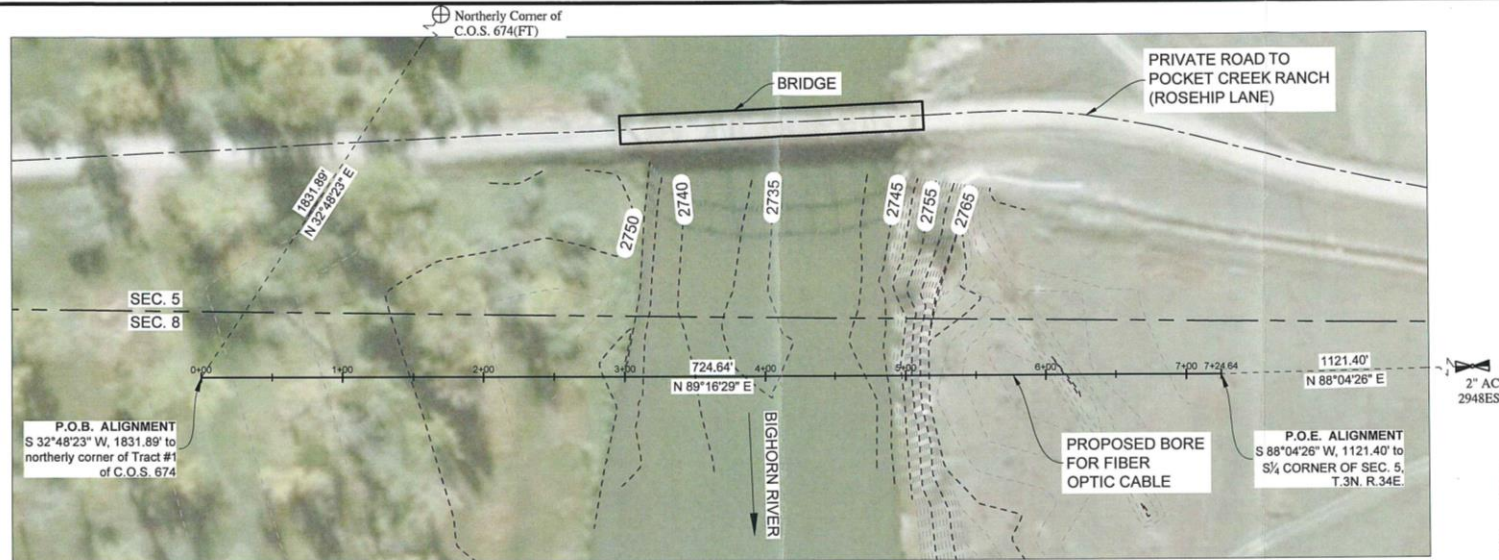 Northerly Corner of
C.O.S. 674(FT)
BRIDGE
PRIVATE ROAD TO
POCKET CREEK RANCH
(ROSEHIP LANE)
1831.89'
N 32°48'23" E
2750
2740
2735
2745
2755
2765
SEC. 5
SEC. 8
0+00
1+00
2+00
3+00
724.64'
4+00
5+00
6+00
7+00
7+24.64
N 89°16'29" E
1121.40'
N 88°04'26" E
2" AC
2948ES
P.O.B. ALIGNMENT
S 32°48'23" W, 1831.89' to
northerly corner of Tract #1
of C.O.S. 674
BIGHORN RIVER
PROPOSED BORE
FOR FIBER
OPTIC CABLE
P.O.E. ALIGNMENT
S 88°04'26" W, 1121.40' to
S¼ CORNER OF SEC. 5,
T.3N. R.34E.